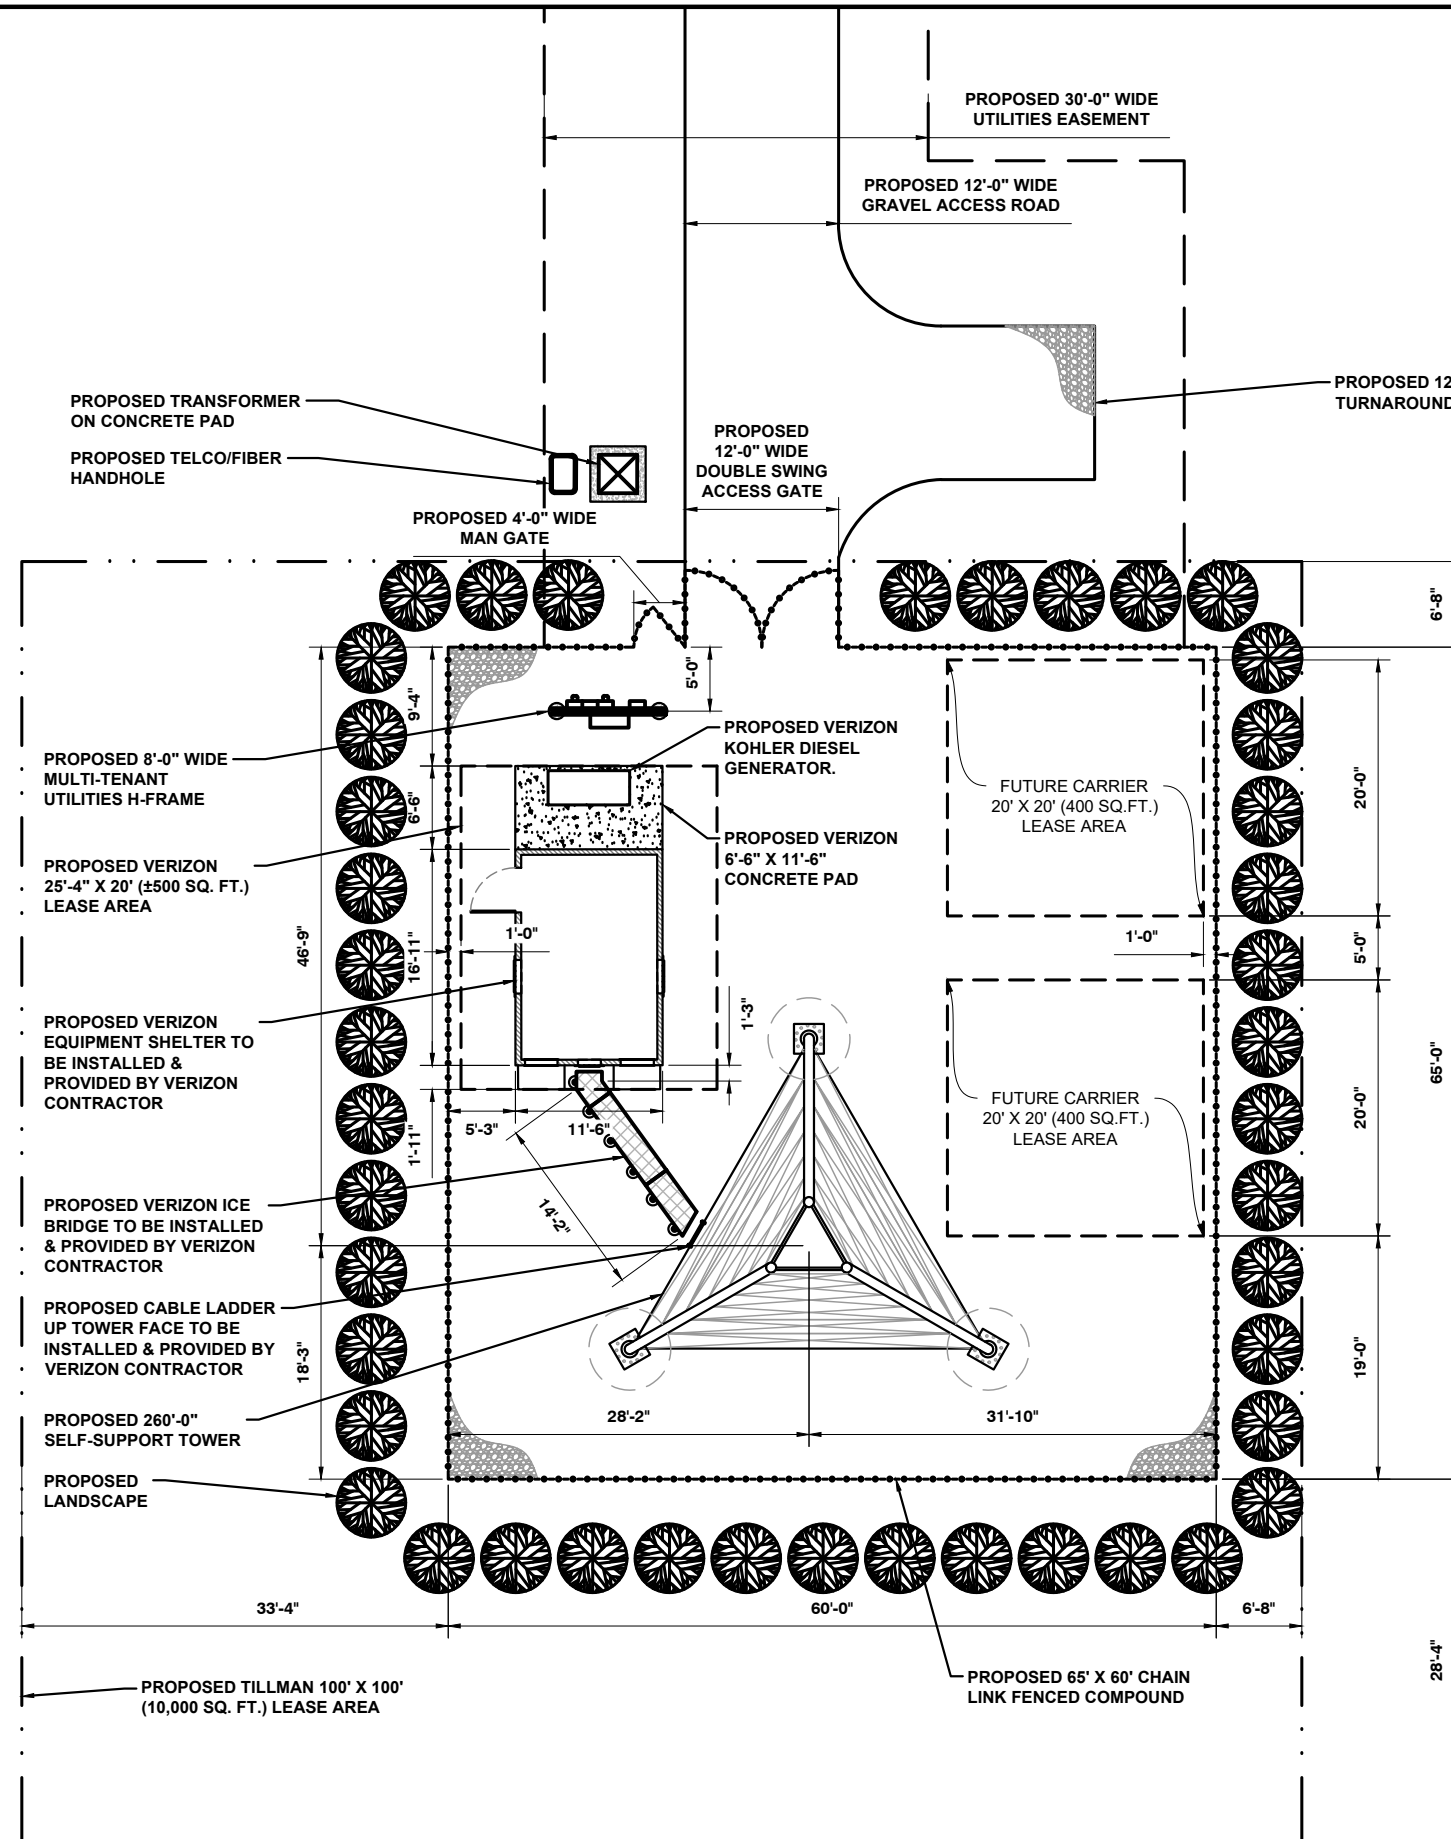 PROPOSED 30'-0" WIDE
UTILITIES EASEMENT
PROPOSED 12'-0" WIDE
GRAVEL ACCESS ROAD
PROPOSED 12
TURNAROUND
PROPOSED TRANSFORMER
ON CONCRETE PAD
PROPOSED TELCO/FIBER
HANDHOLE
PROPOSED
12'-0" WIDE
DOUBLE SWING
ACCESS GATE
PROPOSED 4'-0" WIDE
MAN GATE
6'-8"
5'-0"
9'-4"
PROPOSED 8'-0" WIDE
MULTI-TENANT
UTILITIES H-FRAME
PROPOSED VERIZON
KOHLER DIESEL
GENERATOR.
6'-6"
FUTURE CARRIER
20' X 20' (400 SQ.FT.)
LEASE AREA
20'-0"
PROPOSED VERIZON
25'-4" X 20' (±500 SQ. FT.)
LEASE AREA
PROPOSED VERIZON
6'-6" X 11'-6"
CONCRETE PAD
46'-9"
16'-11"
1'-0"
1'-0"
5'-0"
PROPOSED VERIZON
EQUIPMENT SHELTER TO
BE INSTALLED &
PROVIDED BY VERIZON
CONTRACTOR
1'-3"
65'-0"
FUTURE CARRIER
20' X 20' (400 SQ.FT.)
LEASE AREA
20'-0"
1'-11"
5'-3"
11'-6"
14'-2"
PROPOSED VERIZON ICE
BRIDGE TO BE INSTALLED
& PROVIDED BY VERIZON
CONTRACTOR
PROPOSED CABLE LADDER
UP TOWER FACE TO BE
INSTALLED & PROVIDED BY
VERIZON CONTRACTOR
18'-3"
19'-0"
PROPOSED 260'-0"
SELF-SUPPORT TOWER
28'-2"
31'-10"
PROPOSED
LANDSCAPE
33'-4"
60'-0"
6'-8"
28'-4"
PROPOSED TILLMAN 100' X 100'
(10,000 SQ. FT.) LEASE AREA
PROPOSED 65' X 60' CHAIN
LINK FENCED COMPOUND